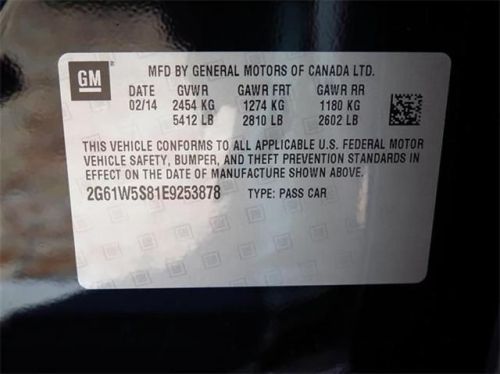 GM
MFD BY GENERAL MOTORS OF CANADA LTD.
DATE GVWR GAWR FRT GAWR RR
02/14 2454 KG 1274 KG 1180 KG
5412 LB 2810 LB 2602 LB
THIS VEHICLE CONFORMS TO ALL APPLICABLE U.S. FEDERAL MOTOR
VEHICLE SAFETY, BUMPER, AND THEFT PREVENTION STANDARDS IN
EFFECT ON THE DATE OF MANUFACTURE SHOWN ABOVE.
2G61W5S81E9253878 TYPE: PASS CAR